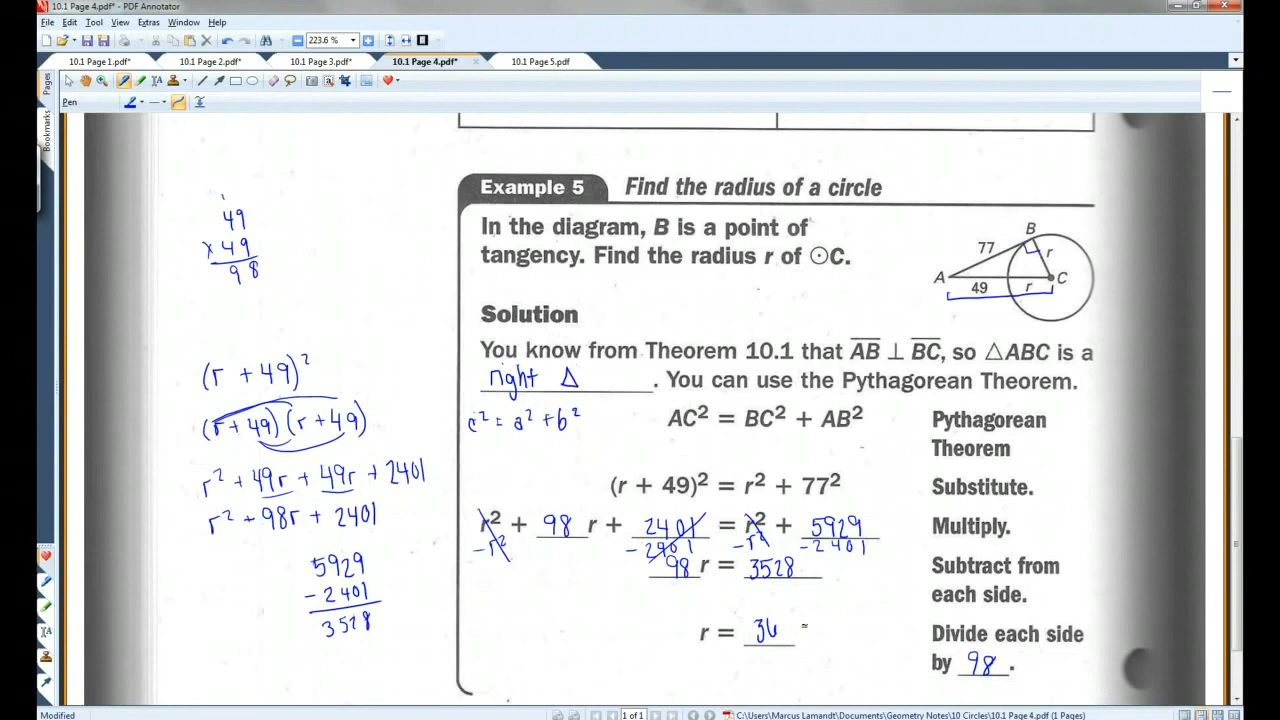 10.1 Page 4.pdf* - PDF Annotator
File Edit Tool View Extras Window Help
223.6 %
10.1 Page 1.pdf* 10.1 Page 2.pdf* 10.1 Page 3.pdf* 10.1 Page 4.pdf* 10.1 Page 5.pdf
Pen
Pages
Bookmarks
Example 5 Find the radius of a circle
In the diagram, B is a point of
tangency. Find the radius r of ⊙C.
B
77
r
A
C
49
r
Solution
You know from Theorem 10.1 that AB ⊥ BC, so △ABC is a
right Δ . You can use the Pythagorean Theorem.
c² = a² + b² AC² = BC² + AB² Pythagorean
Theorem
(r + 49)² = r² + 77² Substitute.
r² + 98 r + 2401 = r² + 5929 Multiply.
- r² - 2401 - r² - 2401
98 r = 3528 Subtract from
each side.
r = 36 Divide each side
by 98 .
1
49
x 49
98
(r + 49)²
(r + 49)(r + 49)
r² + 49r + 49r + 2401
r² + 98r + 2401
5929
- 2401
3528
Modified
1 of 1
C:\Users\Marcus Lamandt\Documents\Geometry Notes\10 Circles\10.1 Page 4.pdf (1 Pages)